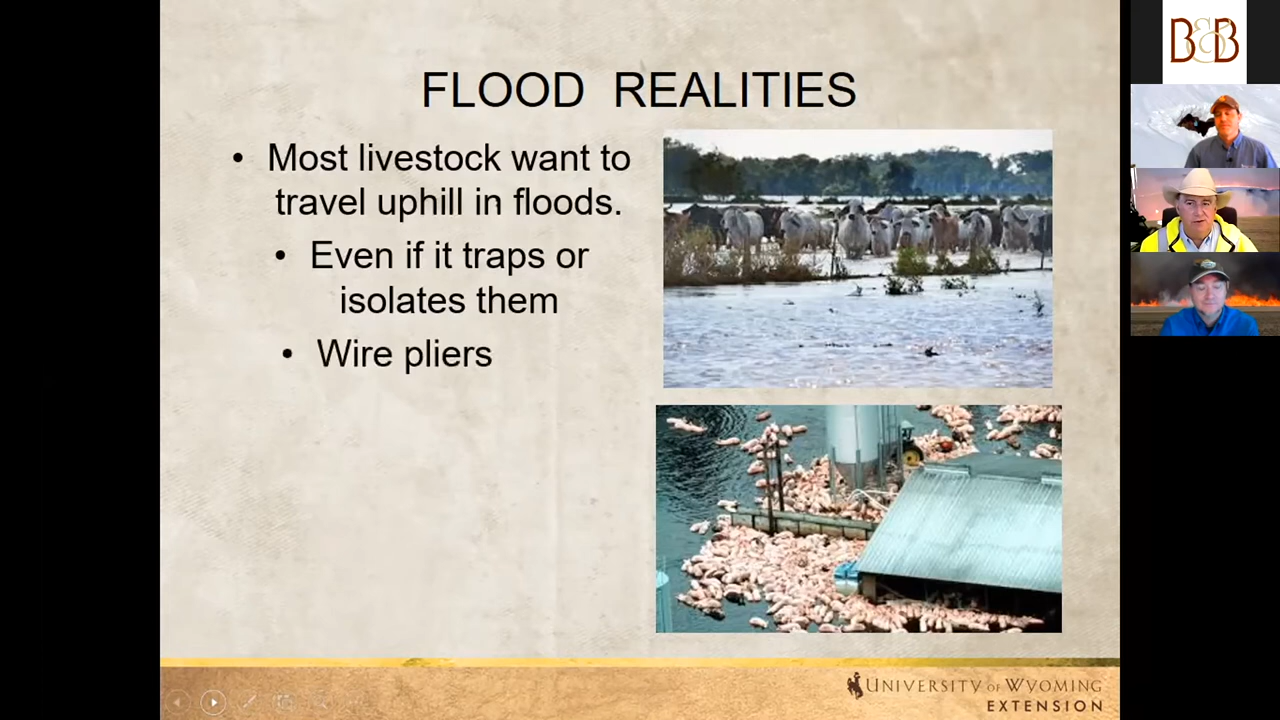 FLOOD REALITIES
• Most livestock want to
travel uphill in floods.
• Even if it traps or
isolates them
• Wire pliers
UNIVERSITY OF WYOMING
EXTENSION
B&B